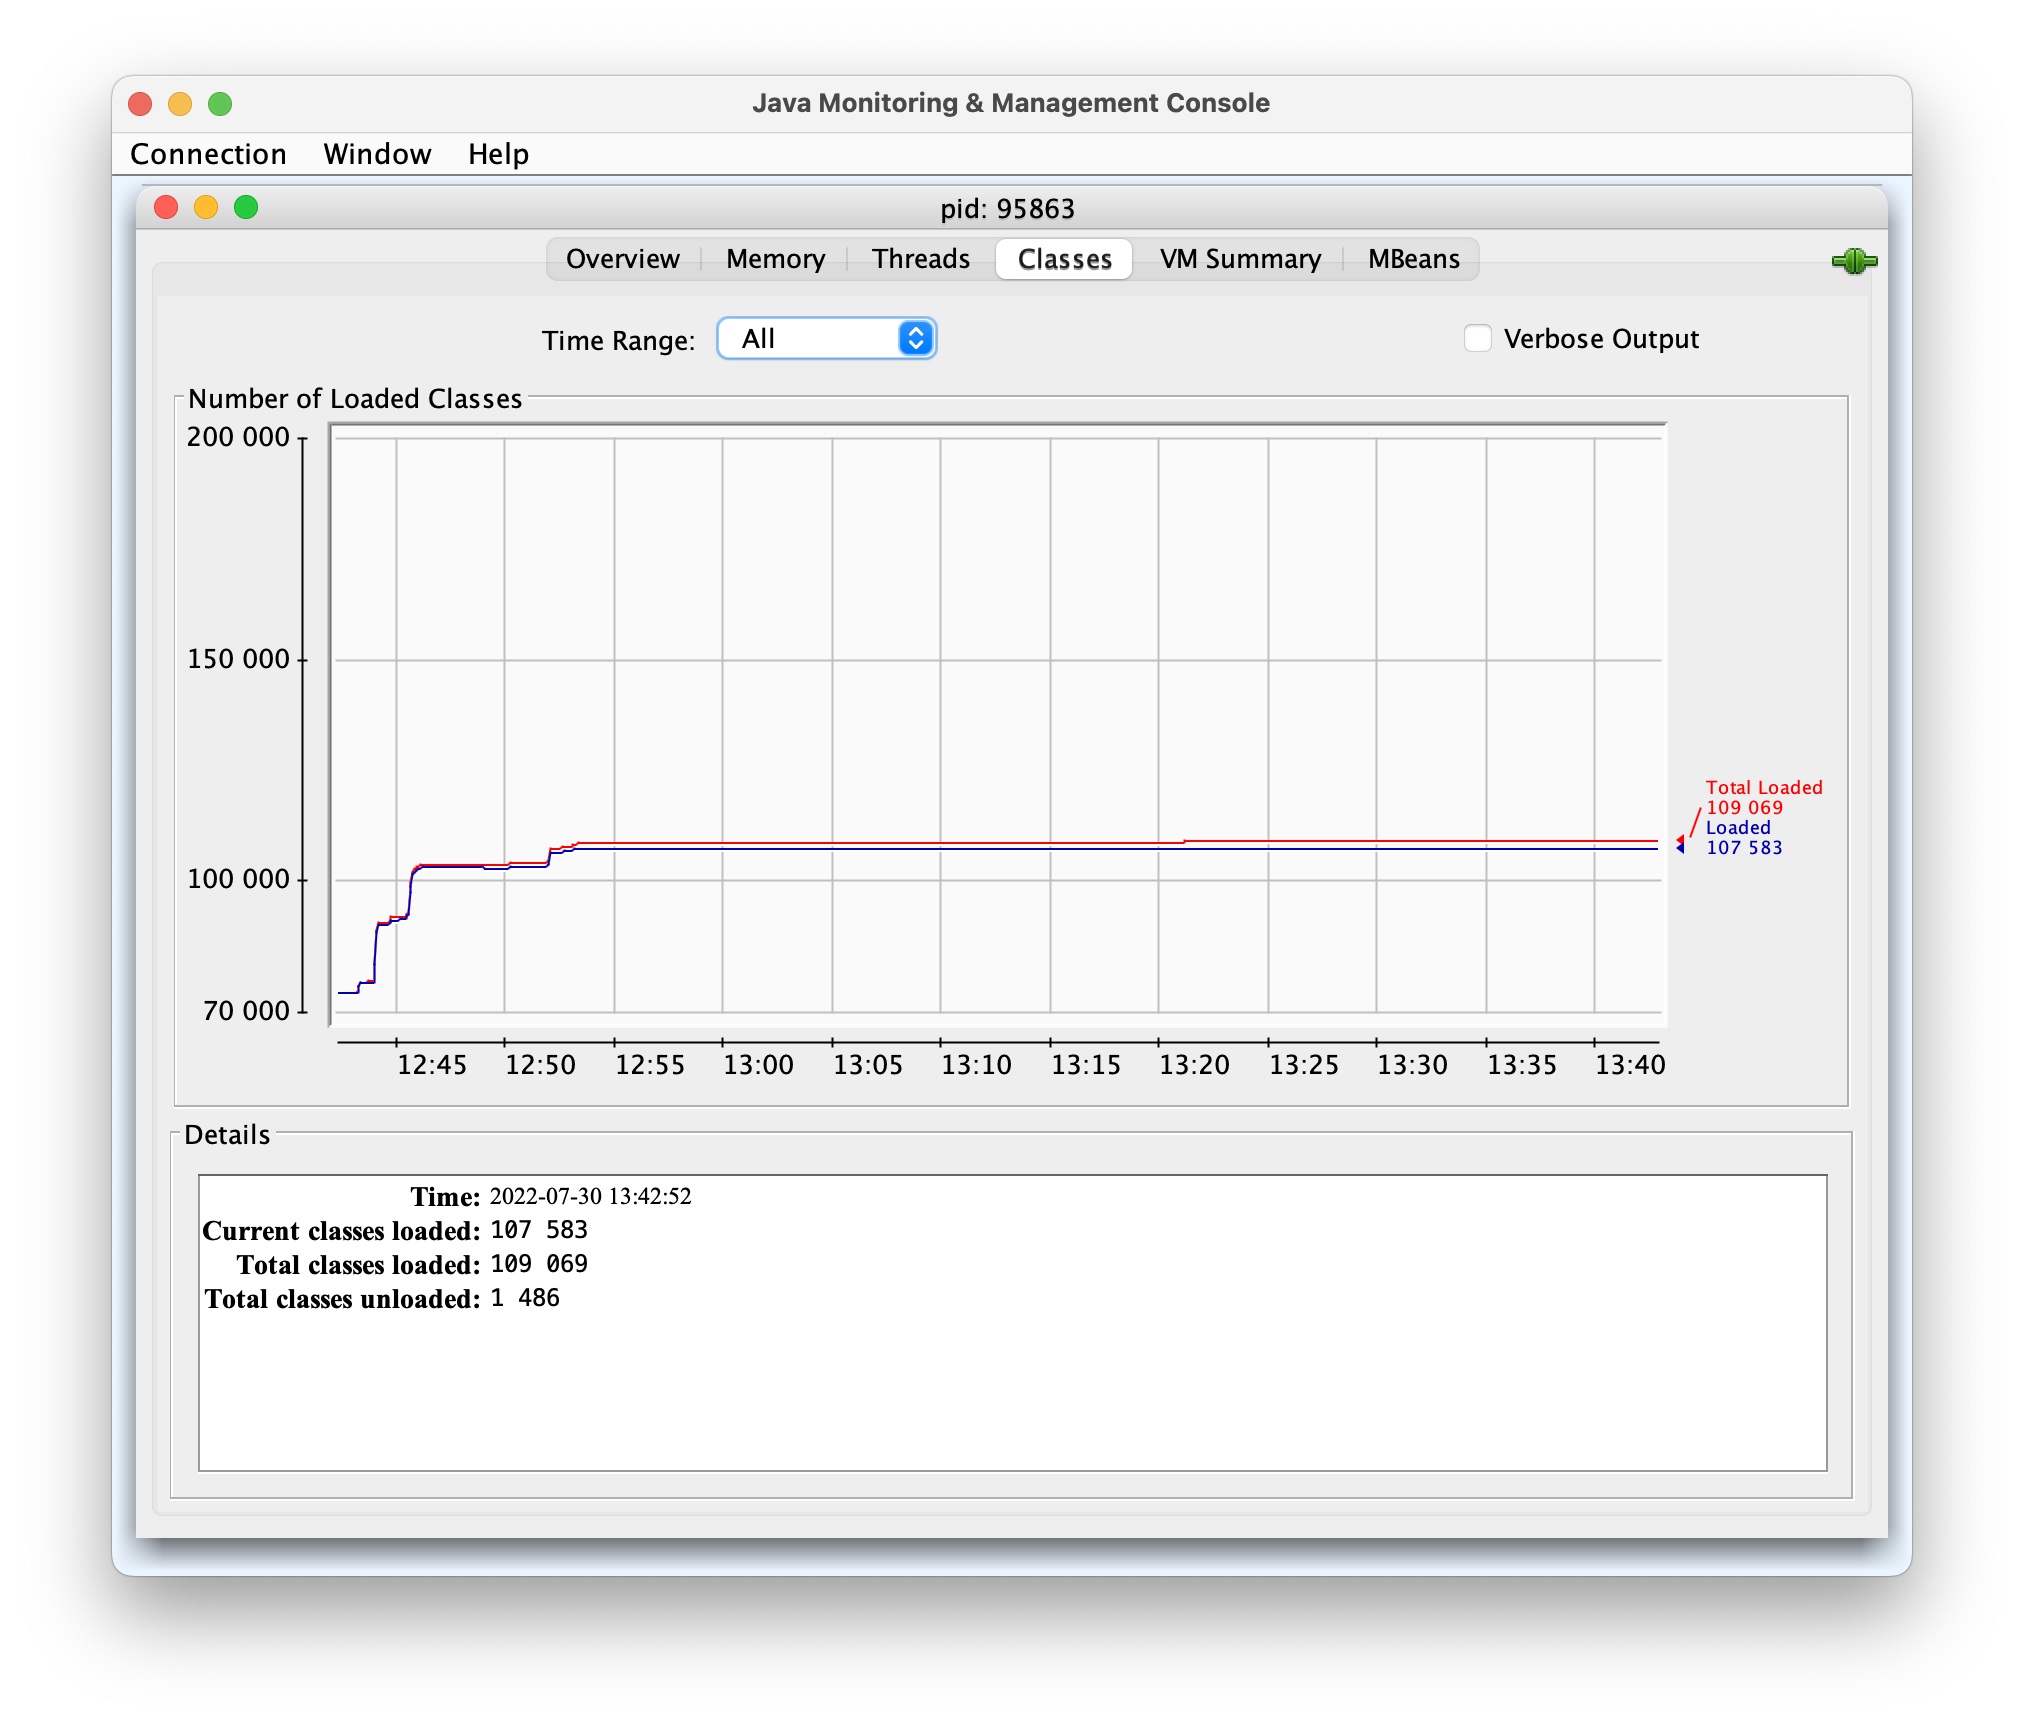 Java Monitoring & Management Console
Connection Window Help
pid: 95863
Overview Memory Threads Classes VM Summary MBeans
Time Range: All Verbose Output
Number of Loaded Classes
200 000
150 000
100 000
70 000
Total Loaded
109 069
Loaded
107 583
12:45 12:50 12:55 13:00 13:05 13:10 13:15 13:20 13:25 13:30 13:35 13:40
Details
Time: 2022-07-30 13:42:52
Current classes loaded: 107 583
Total classes loaded: 109 069
Total classes unloaded: 1 486